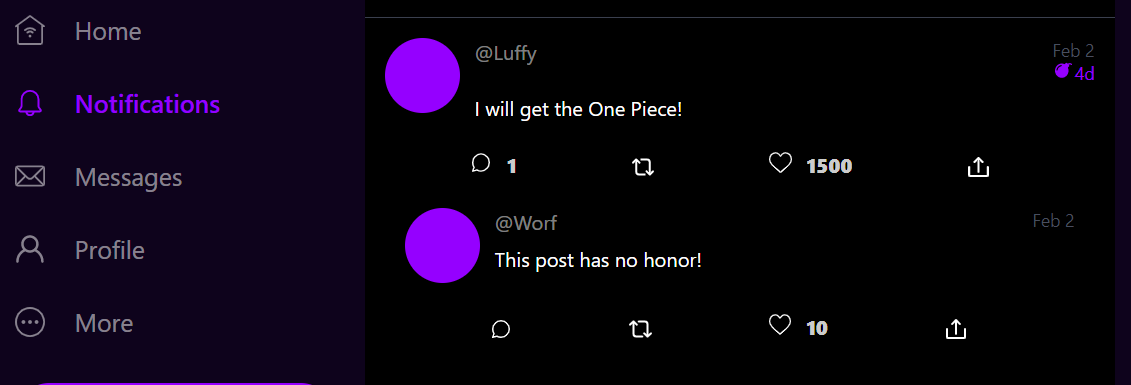 Home
Notifications
Messages
Profile
More
@Luffy
Feb 2
4d
I will get the One Piece!
1
1500
@Worf
Feb 2
This post has no honor!
10